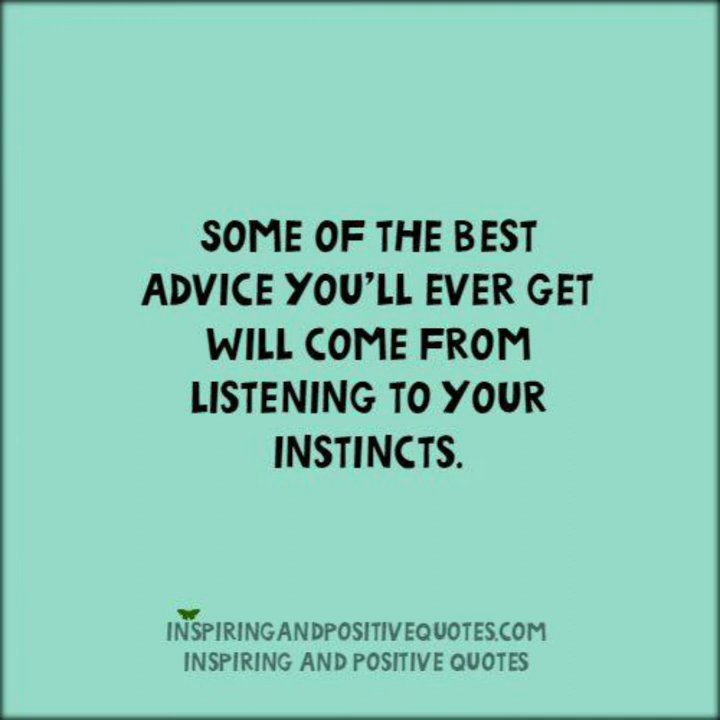 SOME OF THE BEST
ADVICE YOU'LL EVER GET
WILL COME FROM
LISTENING TO YOUR
INSTINCTS.
INSPIRINGANDPOSITIVEQUOTES.COM
INSPIRING AND POSITIVE QUOTES